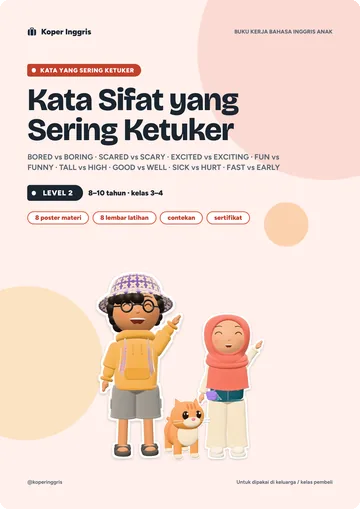 Koper Inggris
BUKU KERJA BAHASA INGGRIS ANAK
KATA YANG SERING KETUKER
Kata Sifat yang
Sering Ketuker
BORED vs BORING · SCARED vs SCARY · EXCITED vs EXCITING · FUN vs
FUNNY · TALL vs HIGH · GOOD vs WELL · SICK vs HURT · FAST vs EARLY
LEVEL 2
8–10 tahun · kelas 3–4
8 poster materi
8 lembar latihan
contekan
sertifikat
@koperinggris
Untuk dipakai di keluarga / kelas pembeli